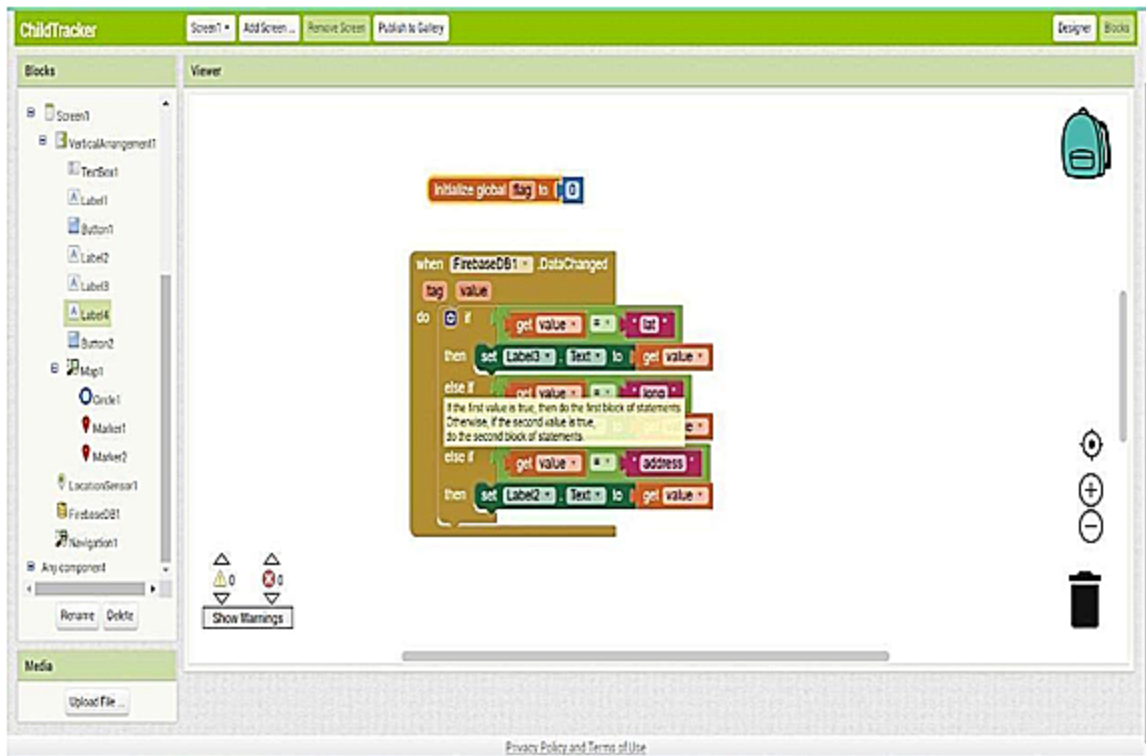 ChildTracker
Screen1 Add Screen ... Remove Screen Publish to Gallery
Designer Blocks
Blocks
Viewer
Screen1
VerticalArrangement1
TextBox1
Label1
Button1
Label2
Label3
Label4
Button2
Map1
Circle1
Marker1
Marker2
LocationSensor1
FirebaseDB1
Navigation1
Any component
Rename Delete
Media
Upload File ...
initialize global flag to 0
when FirebaseDB1 .DataChanged
tag value
do if get value = " lat "
then set Label3 . Text to get value
else if get value = " long "
If the first value is true, then do the first block of statements.
Otherwise, if the second value is true,
do the second block of statements.
else if get value = " address "
then set Label2 . Text to get value
0 0
Show Warnings
Privacy Policy and Terms of Use